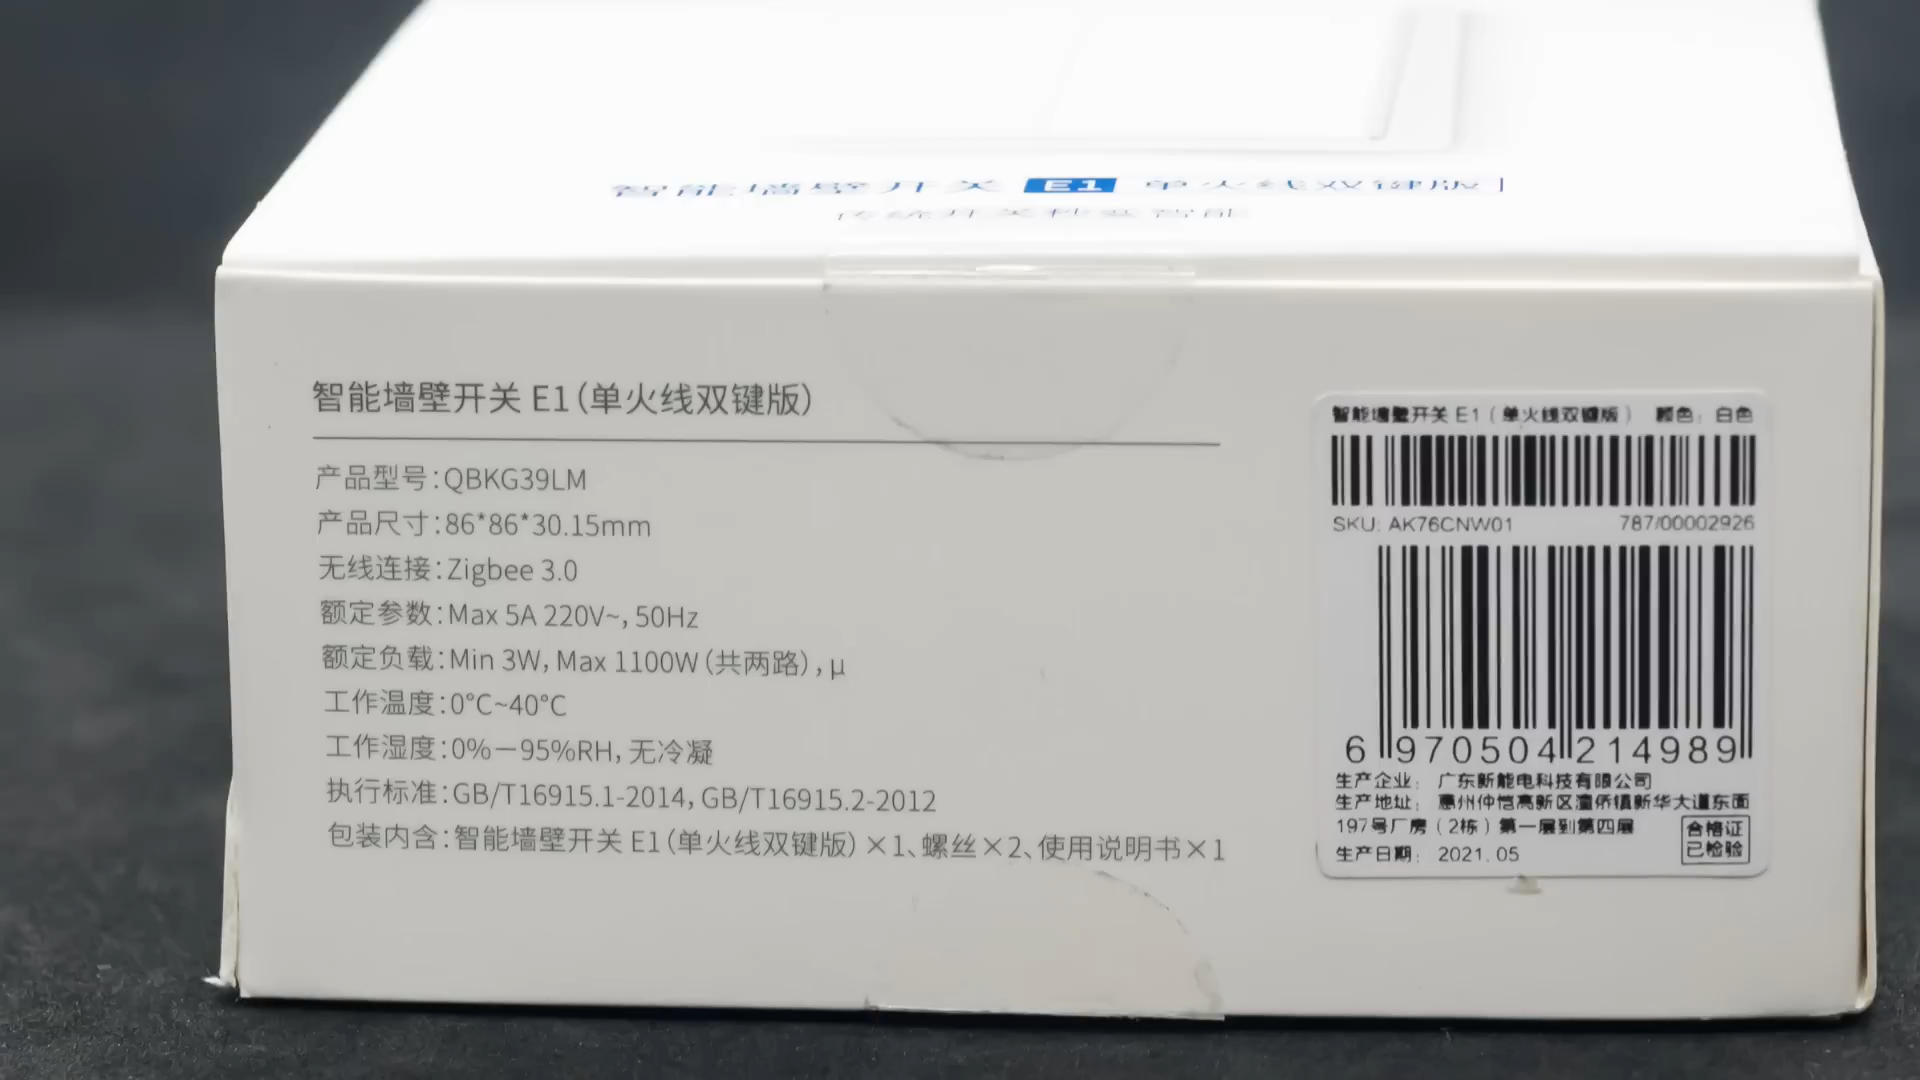 智能墙壁开关 E1 单火线双键版
传统开关秒变智能
智能墙壁开关 E1（单火线双键版）
产品型号：QBKG39LM
产品尺寸：86*86*30.15mm
无线连接：Zigbee 3.0
额定参数：Max 5A 220V~, 50Hz
额定负载：Min 3W, Max 1100W（共两路），μ
工作温度：0°C~40°C
工作湿度：0%－95%RH, 无冷凝
执行标准：GB/T16915.1-2014, GB/T16915.2-2012
包装内含：智能墙壁开关 E1（单火线双键版）×1、螺丝×2、使用说明书×1
智能墙壁开关 E1（单火线双键版） 颜色：白色
SKU: AK76CNW01 787/00002926
6 970504 214989
生产企业： 广东新能电科技有限公司
生产地址： 惠州仲恺高新区潼侨镇新华大道东面
197号厂房（2栋）第一层到第四层
生产日期： 2021.05
合格证
已检验